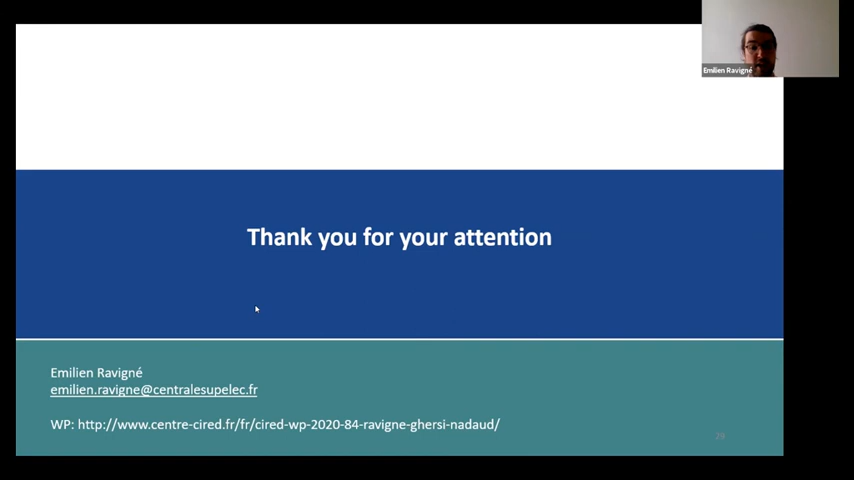 Emilien Ravigné
Thank you for your attention
Emilien Ravigné
emilien.ravigne@centralesupelec.fr
WP: http://www.centre-cired.fr/fr/cired-wp-2020-84-ravigne-ghersi-nadaud/
28